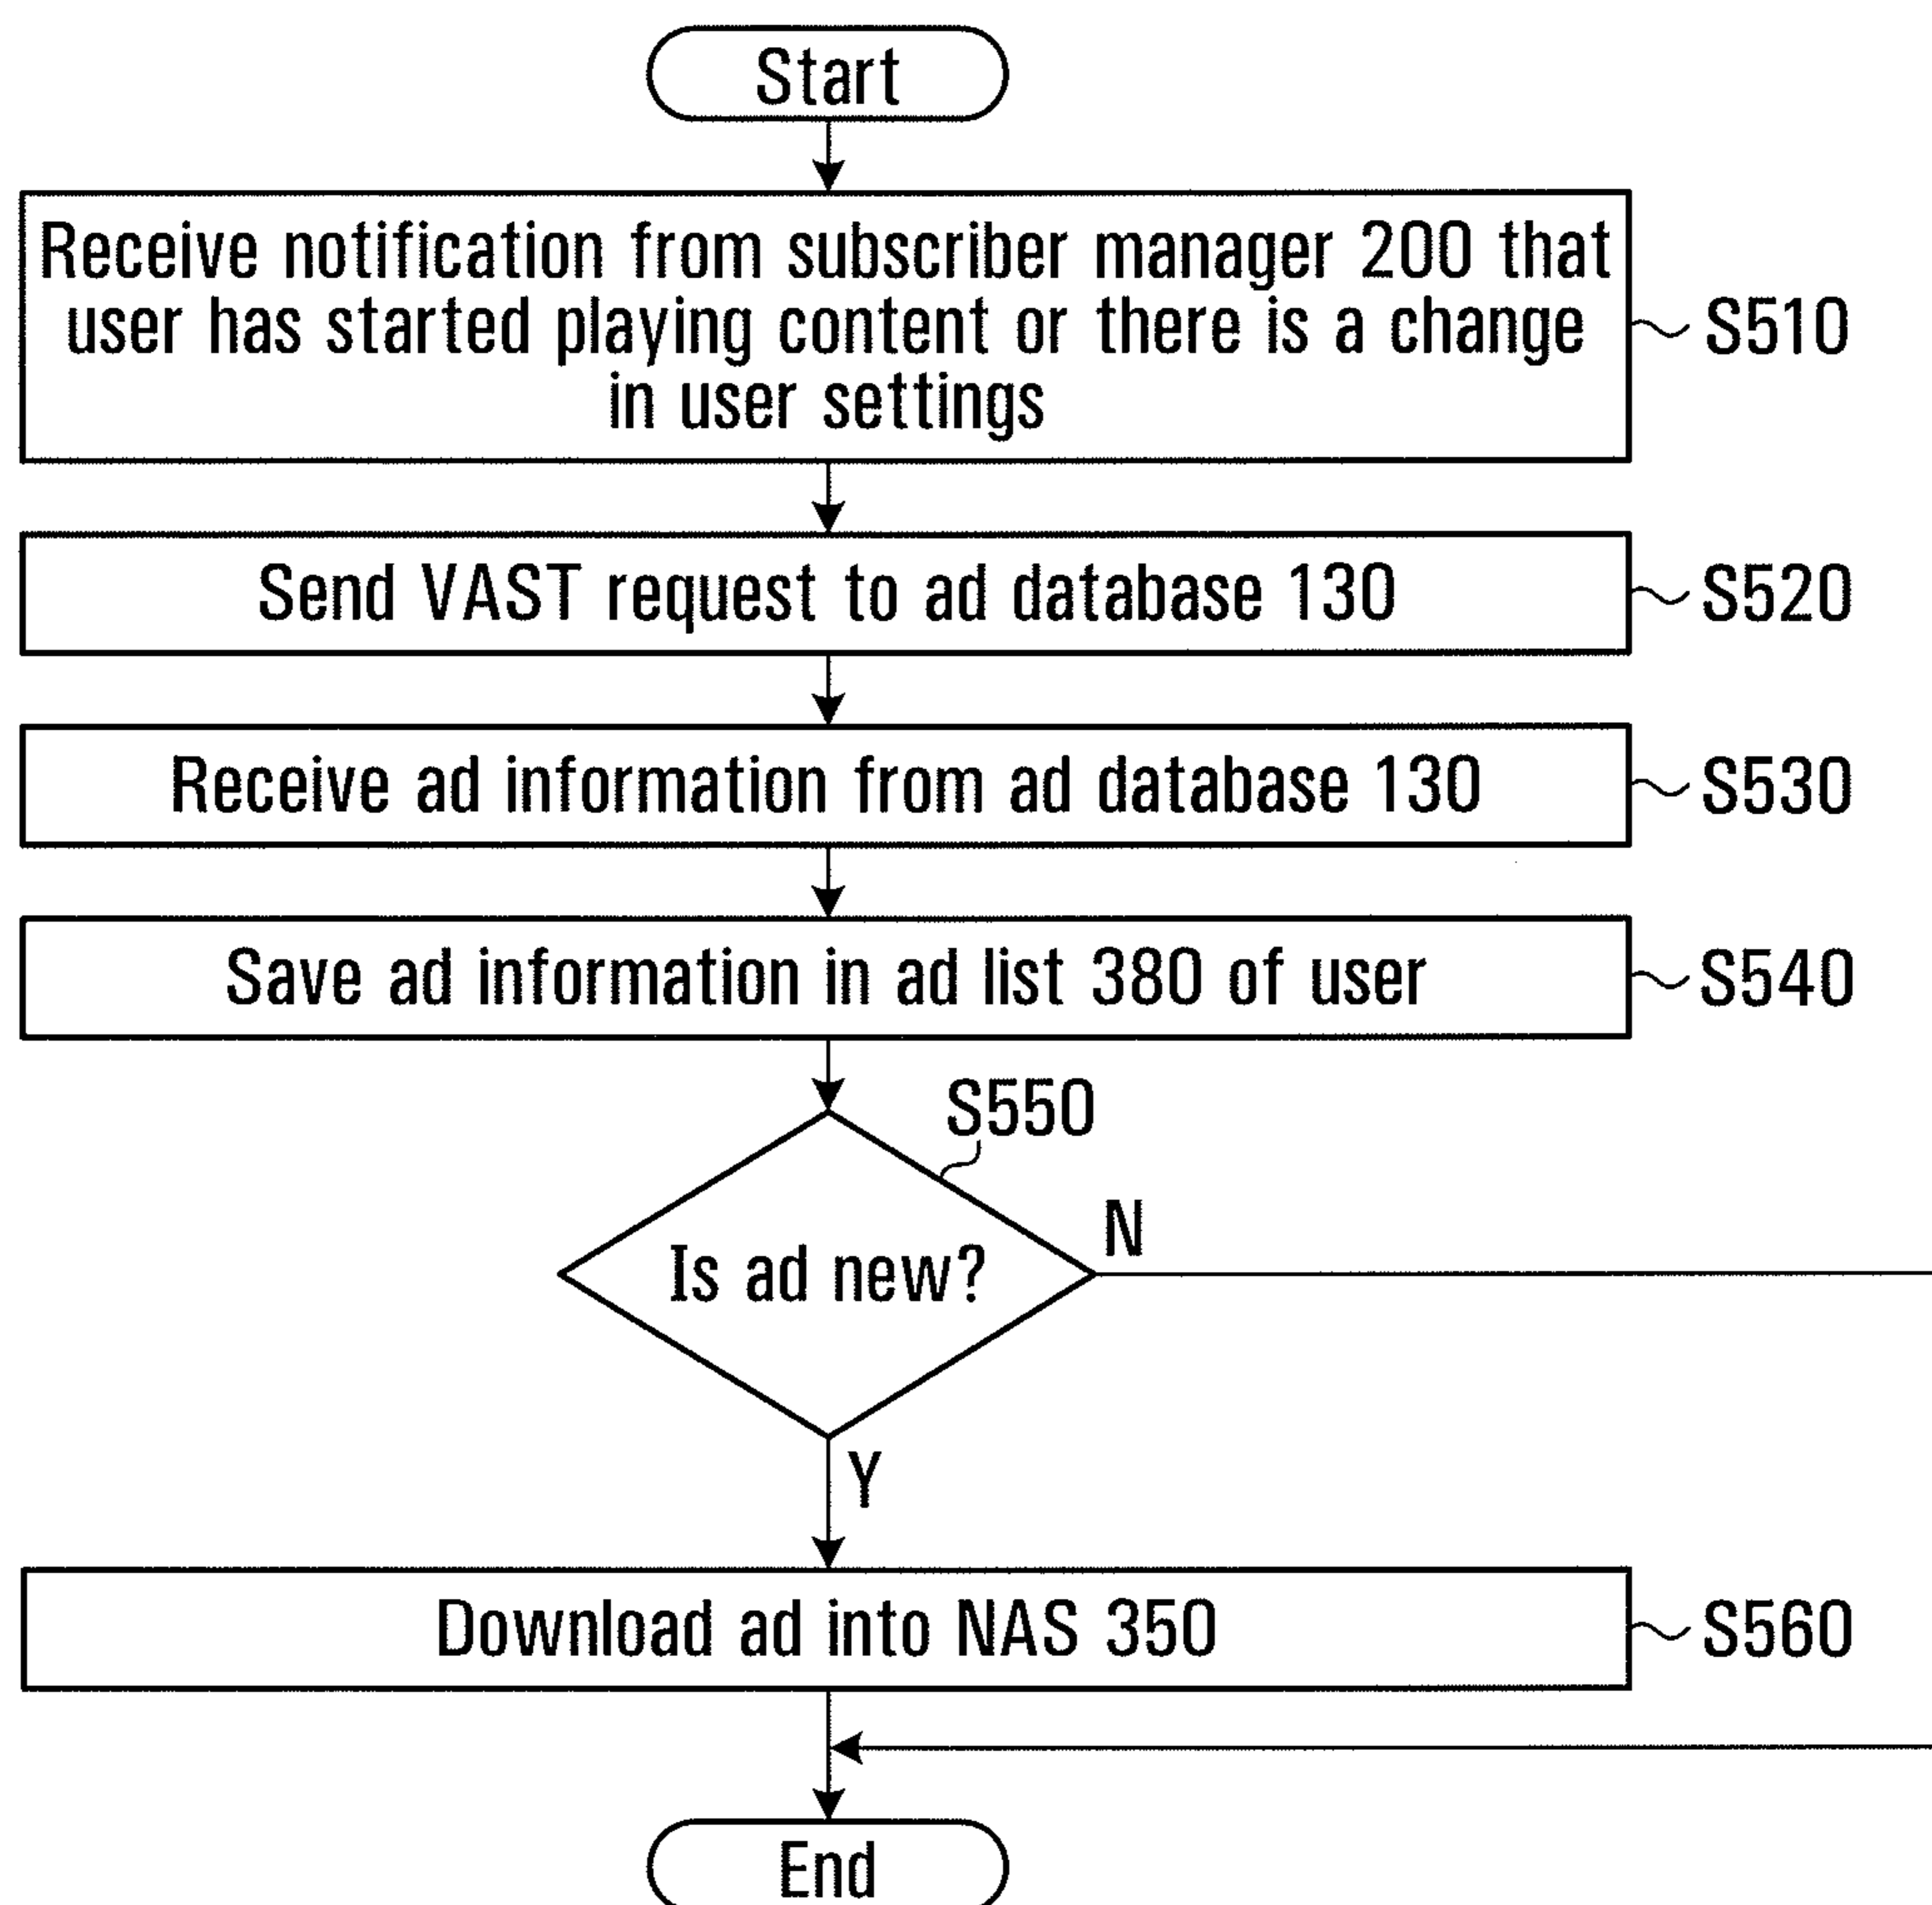 Start
Receive notification from subscriber manager 200 that
user has started playing content or there is a change
in user settings
S510
Send VAST request to ad database 130
S520
Receive ad information from ad database 130
S530
Save ad information in ad list 380 of user
S540
S550
Is ad new?
N
Y
Download ad into NAS 350
S560
End